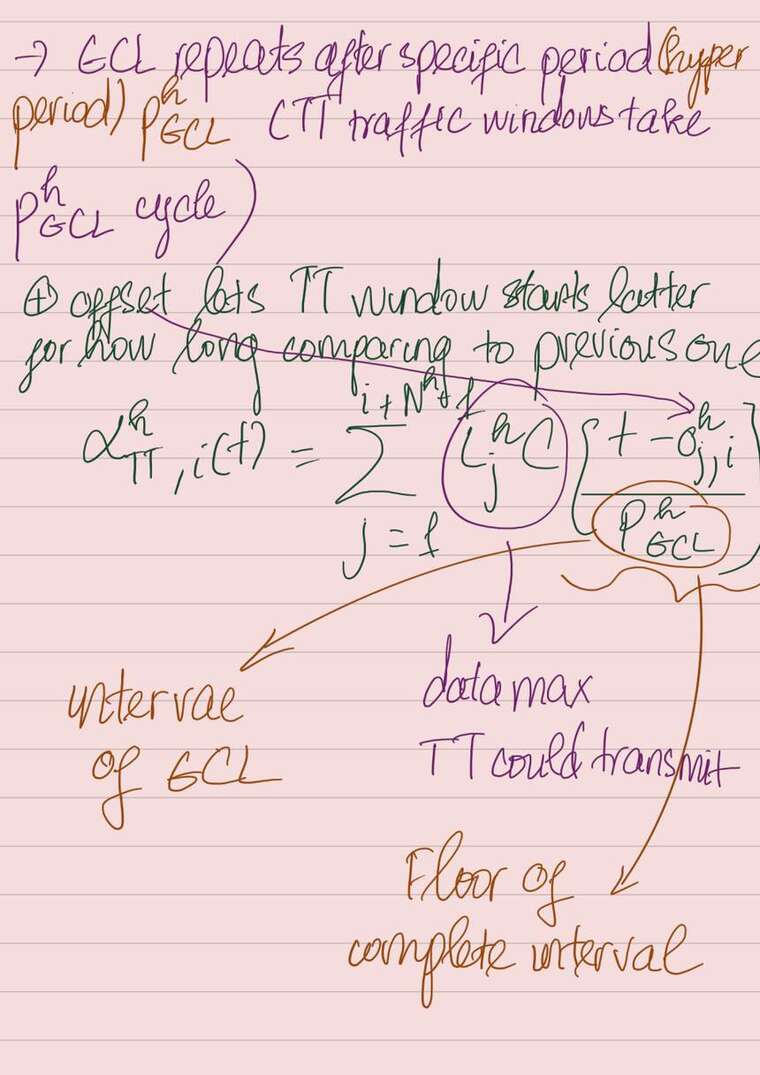 → GCL repeats after specific period (hyper
period) P^h_GCL (TT traffic windows take
P^h_GCL cycle)
⊕ offset lets TT window starts latter
for how long comparing to previous one
α^h_TT,i(t) = ∑_{j=1}^{i+N^h+1} L^h_j C [(t - o^h_j,i) / P^h_GCL]
interval
of GCL
data max
TT could transmit
Floor of
complete interval